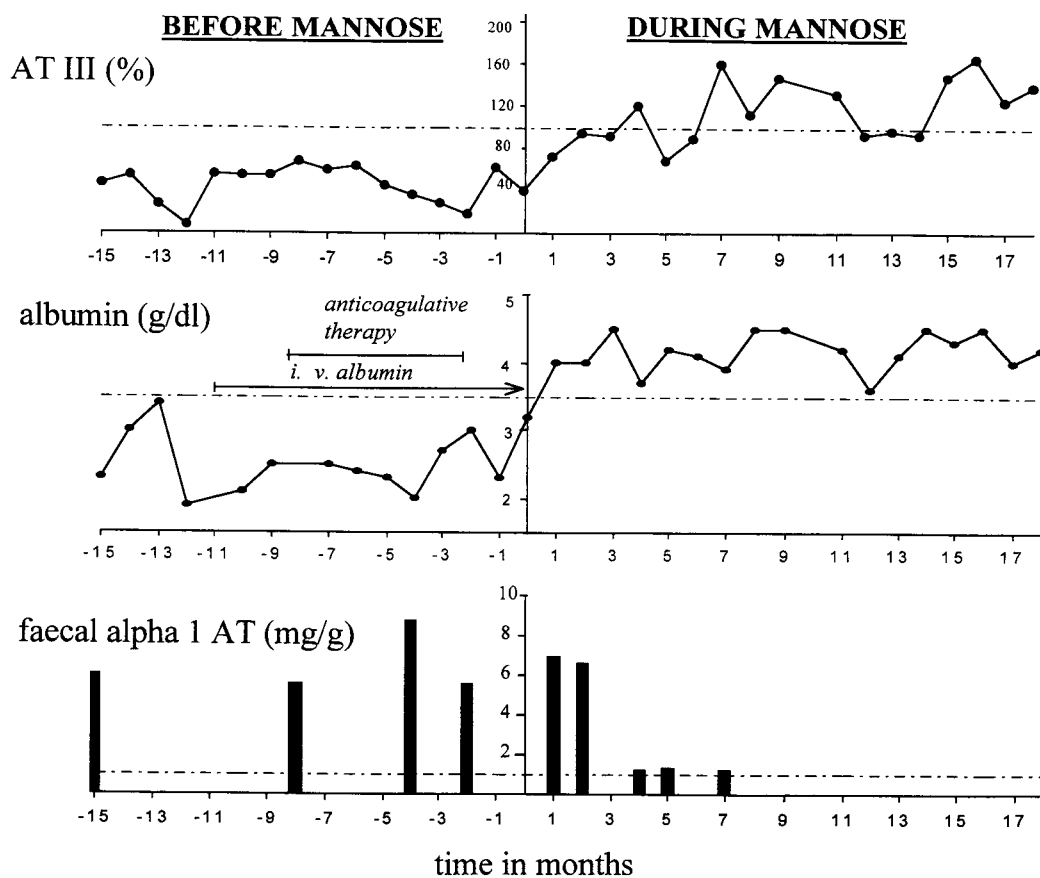 BEFORE MANNOSE DURING MANNOSE
AT III (%)
200
160
120
80
40
-15 -13 -11 -9 -7 -5 -3 -1 1 3 5 7 9 11 13 15 17
albumin (g/dl)
anticoagulative
therapy
i. v. albumin
5
4
3
2
-15 -13 -11 -9 -7 -5 -3 -1 1 3 5 7 9 11 13 15 17
faecal alpha 1 AT (mg/g)
10
8
6
4
2
-15 -13 -11 -9 -7 -5 -3 -1 1 3 5 7 9 11 13 15 17
time in months